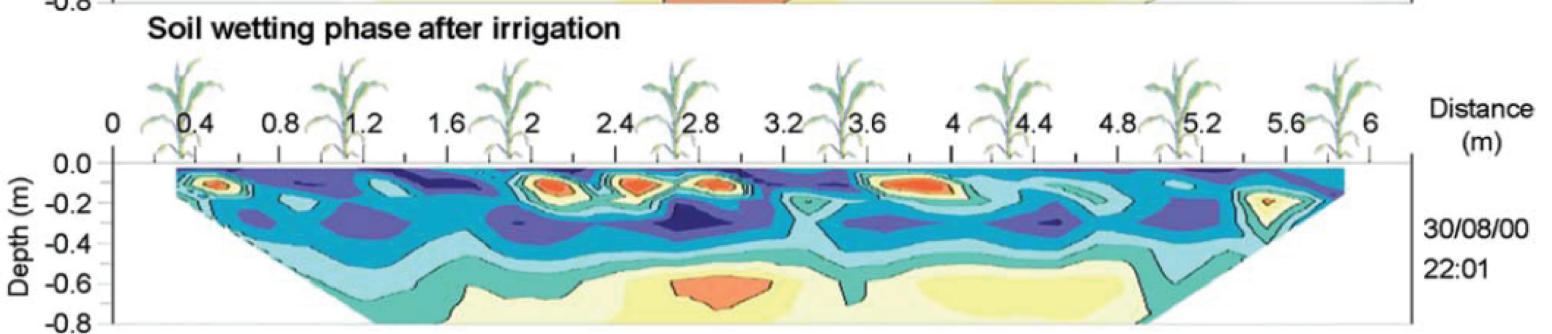 -0.8
Soil wetting phase after irrigation
0 0.4 0.8 1.2 1.6 2 2.4 2.8 3.2 3.6 4 4.4 4.8 5.2 5.6 6
Distance
(m)
Depth (m)
0.0
-0.2
-0.4
-0.6
-0.8
30/08/00
22:01